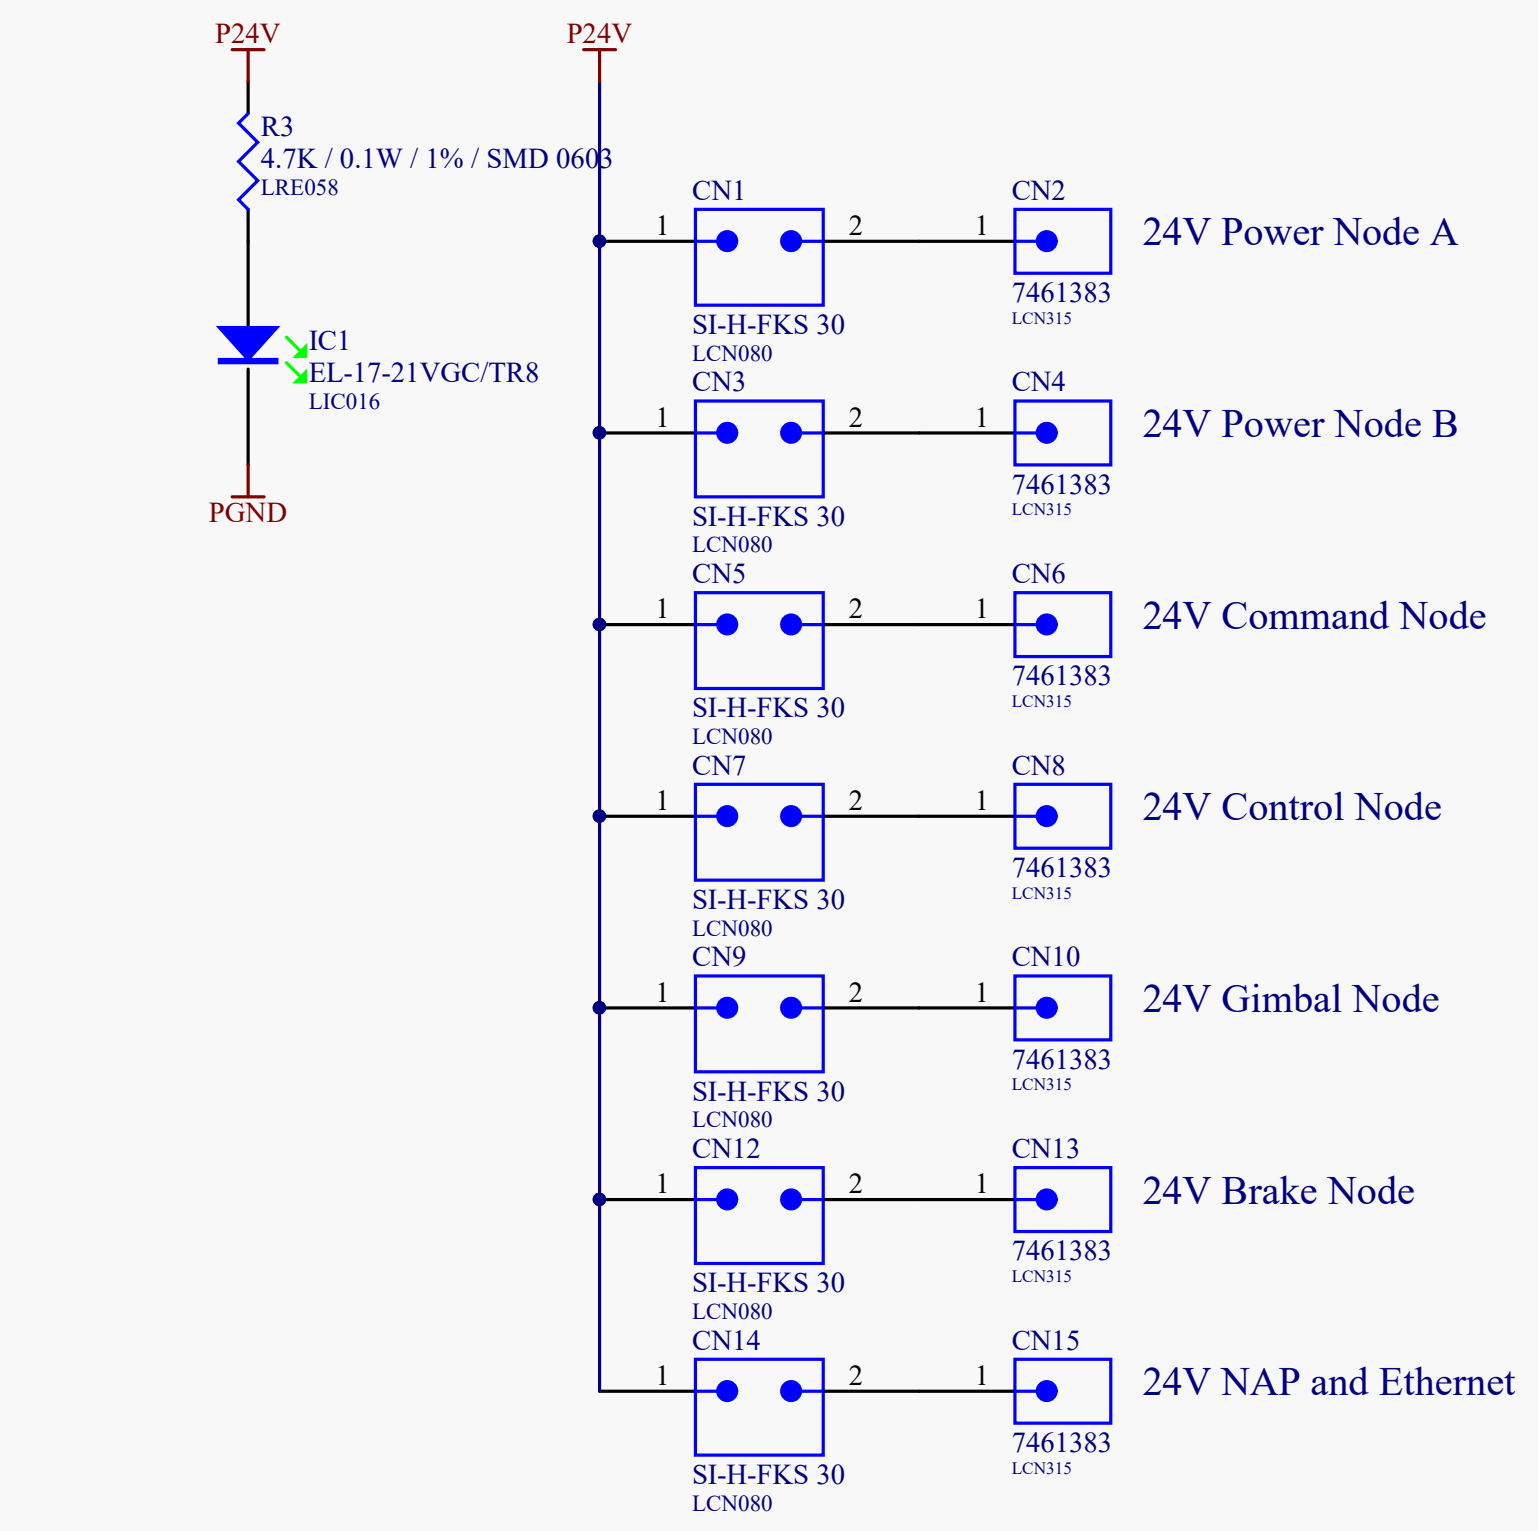 P24V
R3
4.7K / 0.1W / 1% / SMD 0603
LRE058
IC1
EL-17-21VGC/TR8
LIC016
PGND
P24V
CN1
1
2
SI-H-FKS 30
LCN080
CN2
1
7461383
LCN315
24V Power Node A
CN3
1
2
SI-H-FKS 30
LCN080
CN4
1
7461383
LCN315
24V Power Node B
CN5
1
2
SI-H-FKS 30
LCN080
CN6
1
7461383
LCN315
24V Command Node
CN7
1
2
SI-H-FKS 30
LCN080
CN8
1
7461383
LCN315
24V Control Node
CN9
1
2
SI-H-FKS 30
LCN080
CN10
1
7461383
LCN315
24V Gimbal Node
CN12
1
2
SI-H-FKS 30
LCN080
CN13
1
7461383
LCN315
24V Brake Node
CN14
1
2
SI-H-FKS 30
LCN080
CN15
1
7461383
LCN315
24V NAP and Ethernet